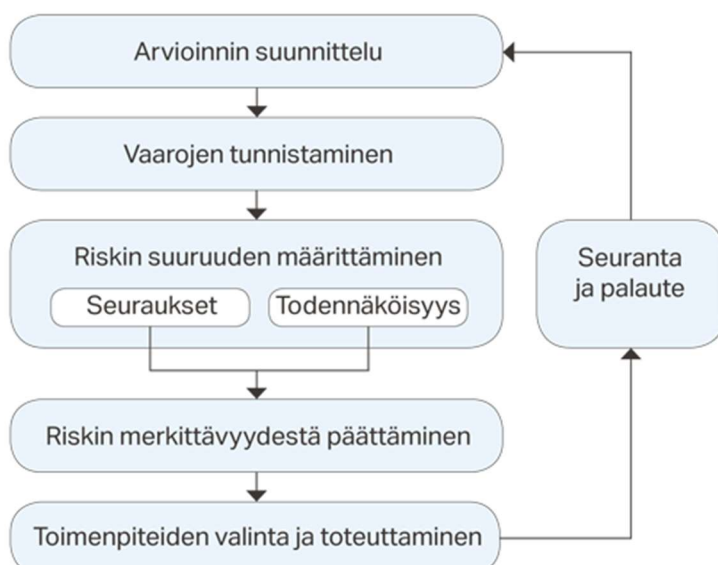 Arvioinnin suunnittelu
Vaarojen tunnistaminen
Riskin suuruuden määrittäminen
Seuraukset
Todennäköisyys
Riskin merkittävyydestä päättäminen
Toimenpiteiden valinta ja toteuttaminen
Seuranta
ja palaute